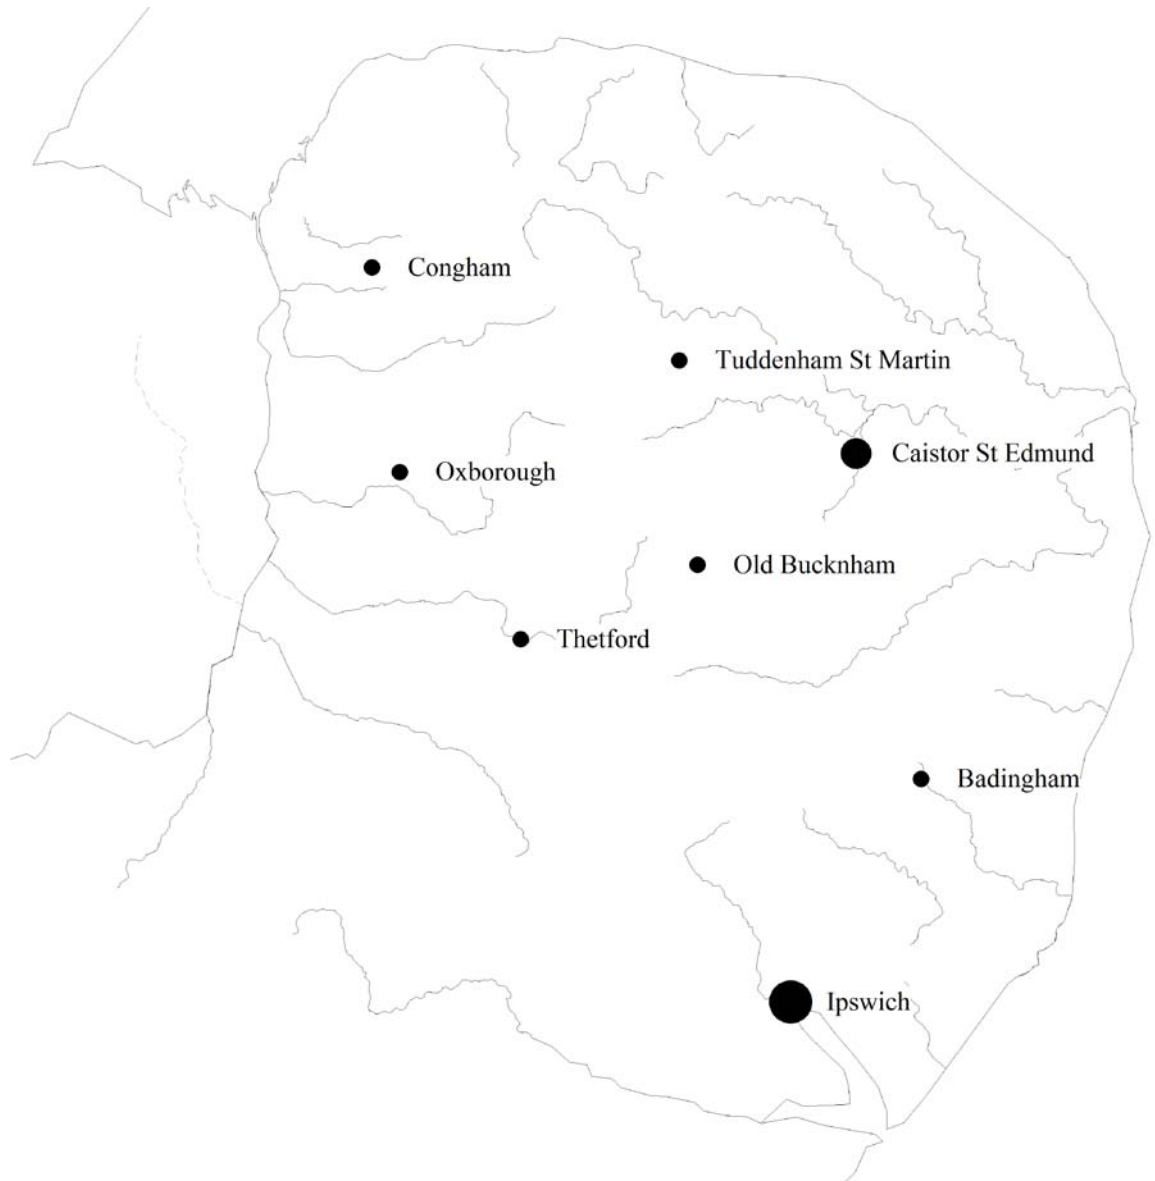 Congham
Tuddenham St Martin
Caistor St Edmund
Oxborough
Old Bucknham
Thetford
Badingham
Ipswich